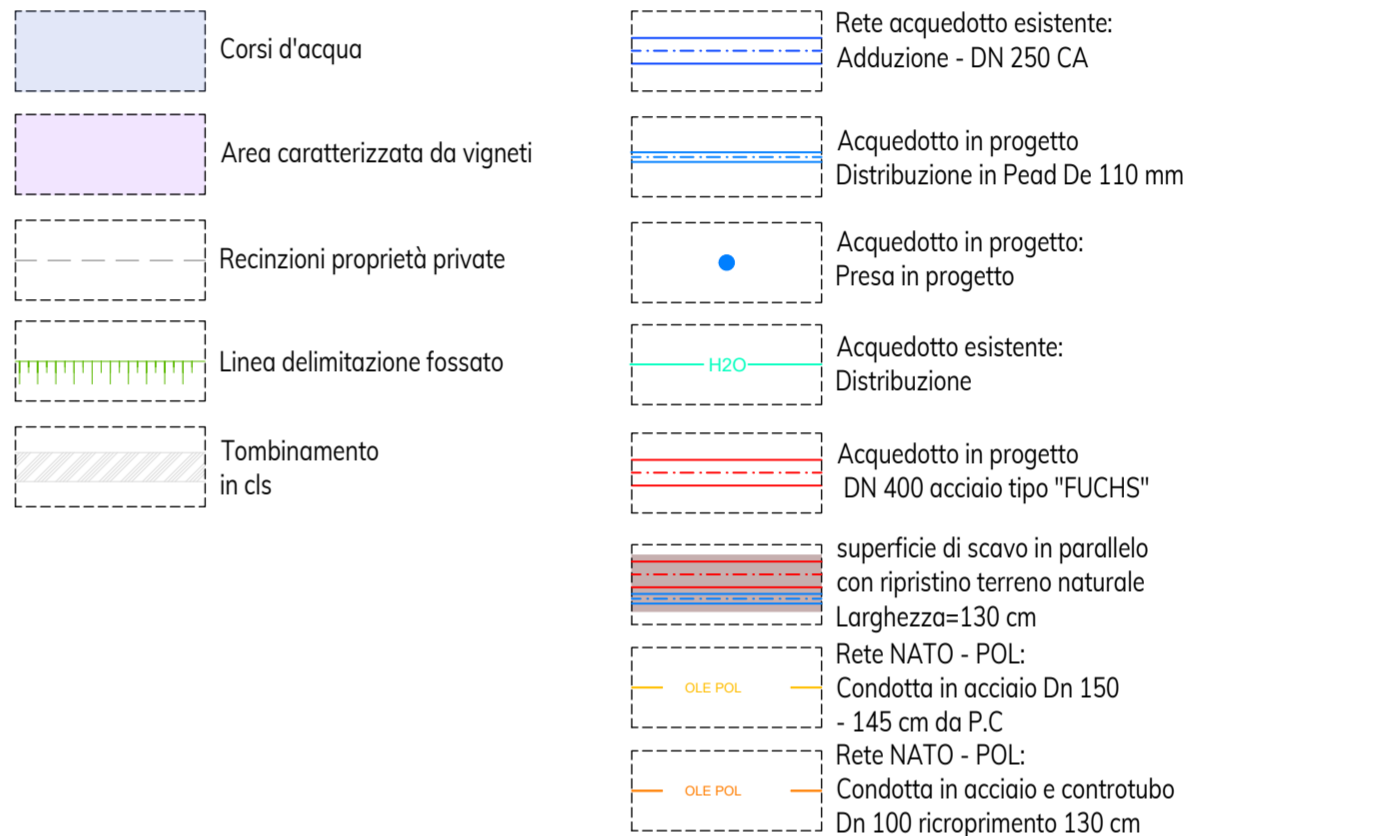 Corsi d'acqua
Area caratterizzata da vigneti
Recinzioni proprietà private
Linea delimitazione fossato
Tombinamento
in cls
Rete acquedotto esistente:
Adduzione - DN 250 CA
Acquedotto in progetto
Distribuzione in Pead De 110 mm
Acquedotto in progetto:
Presa in progetto
H2O
Acquedotto esistente:
Distribuzione
Acquedotto in progetto
DN 400 acciaio tipo "FUCHS"
superficie di scavo in parallelo
con ripristino terreno naturale
Larghezza=130 cm
OLE POL
Rete NATO - POL:
Condotta in acciaio Dn 150
- 145 cm da P.C
OLE POL
Rete NATO - POL:
Condotta in acciaio e controtubo
Dn 100 ricroprimento 130 cm